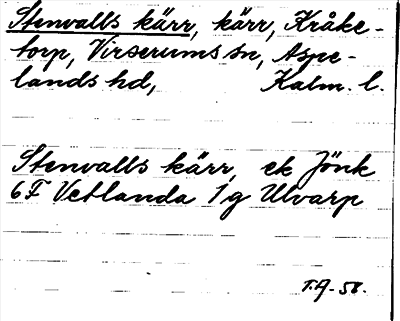 Stenvalls kärr, kärr, Kråke-
torp, Virserums sn, Aspe-
lands hd, Kalm. l.
Stenvalls kärr, ek Jönk
6F Vetlanda 1g Ulvarp
T.A-58.